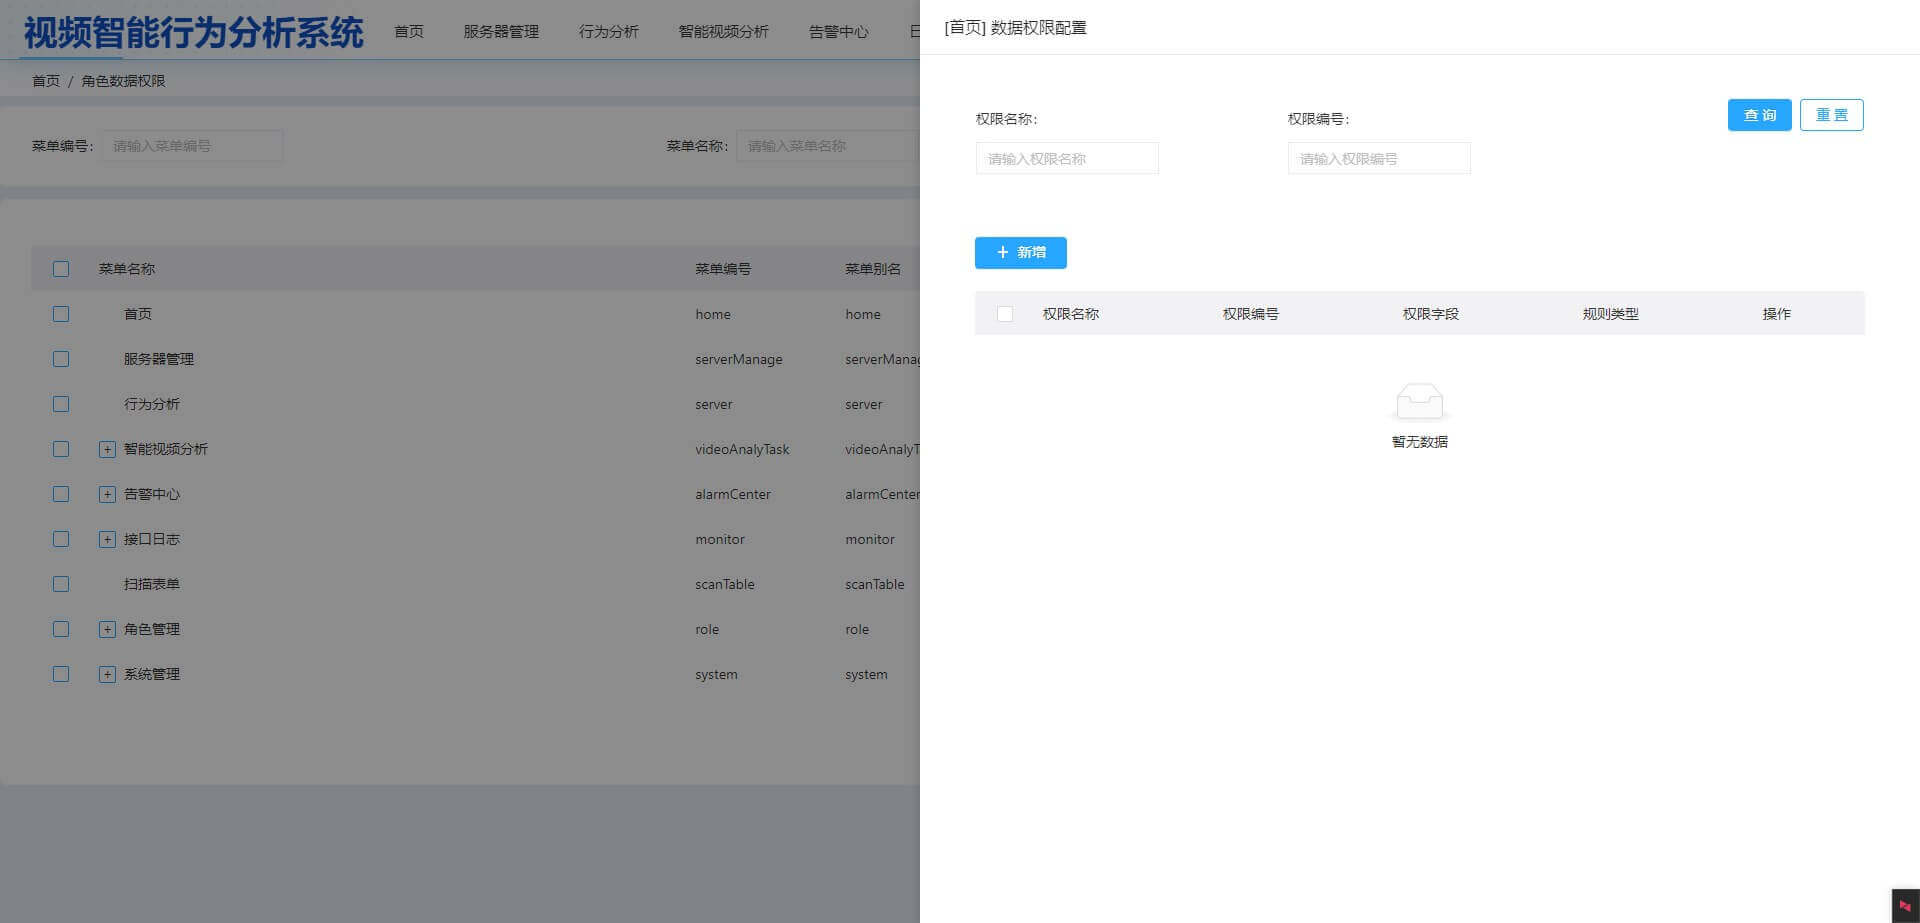 视频智能行为分析系统 首页 服务器管理 行为分析 智能视频分析 告警中心
首页 / 角色数据权限
菜单编号: 请输入菜单编号 菜单名称: 请输入菜单名称
菜单名称 菜单编号 菜单别名
首页 home home
服务器管理 serverManage serverManag
行为分析 server server
智能视频分析 videoAnalyTask videoAnalyT
告警中心 alarmCenter alarmCenter
接口日志 monitor monitor
扫描表单 scanTable scanTable
角色管理 role role
系统管理 system system
[首页] 数据权限配置
权限名称: 权限编号: 查 询 重 置
请输入权限名称 请输入权限编号
+ 新增
权限名称 权限编号 权限字段 规则类型 操作
暂无数据